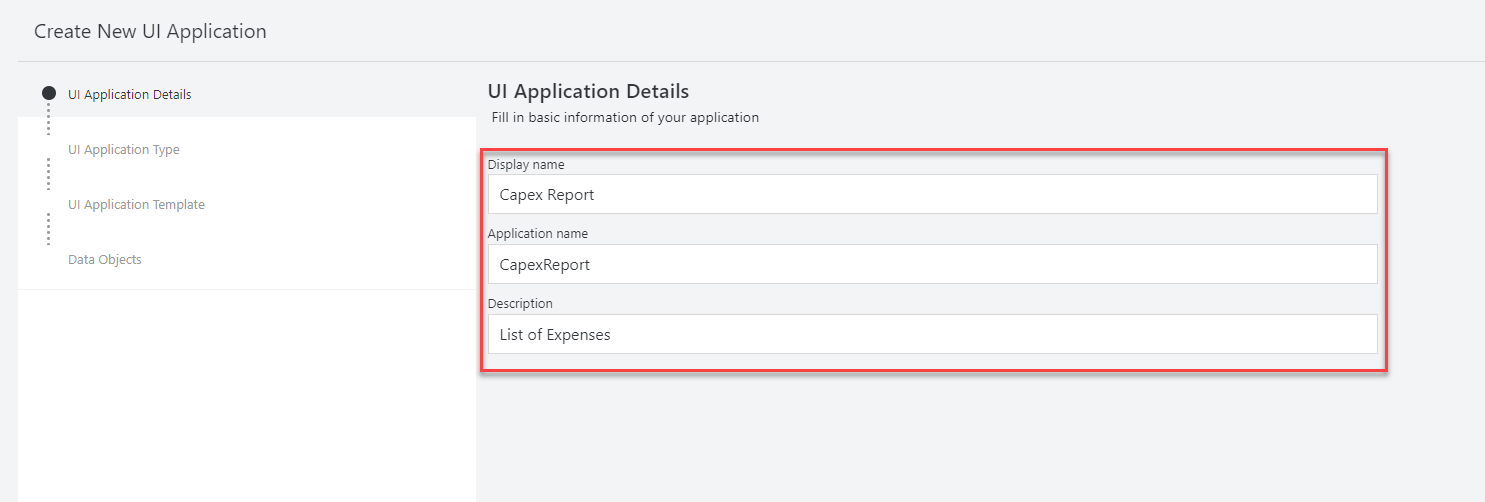 Create New UI Application
UI Application Details
UI Application Type
UI Application Template
Data Objects
UI Application Details
Fill in basic information of your application
Display name
Capex Report
Application name
CapexReport
Description
List of Expenses